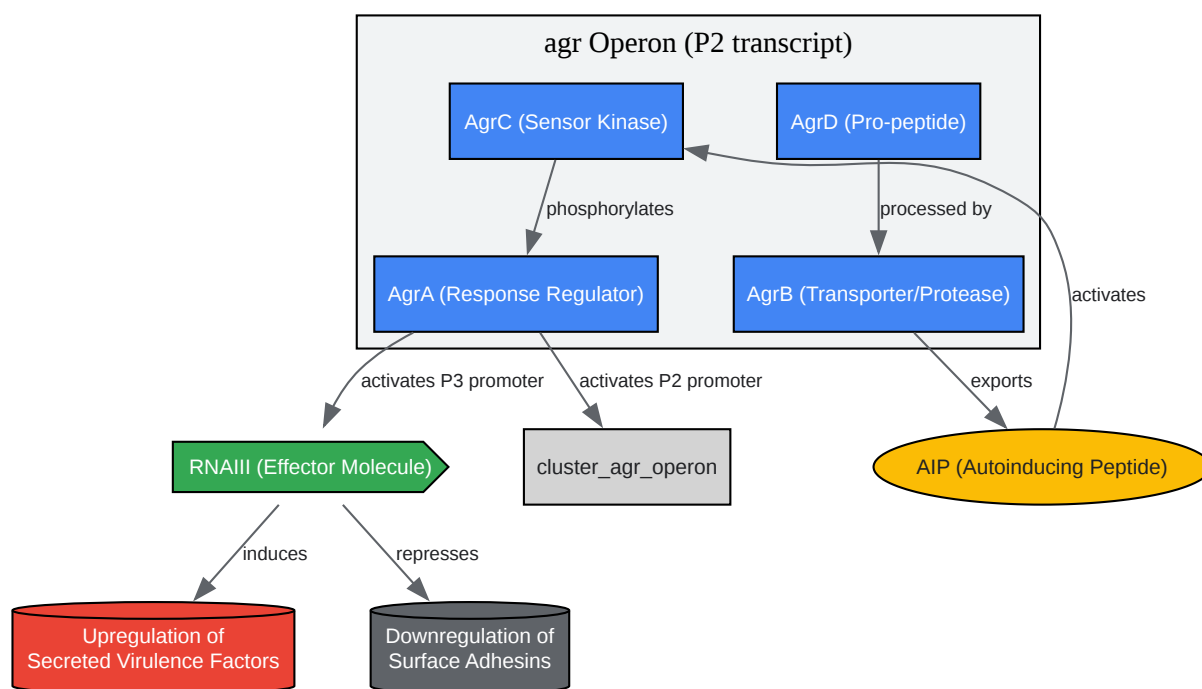 agr Operon (P2 transcript)
AgrC (Sensor Kinase)
AgrD (Pro-peptide)
phosphorylates
processed by
AgrA (Response Regulator)
AgrB (Transporter/Protease)
activates
activates P3 promoter
activates P2 promoter
exports
RNAIII (Effector Molecule)
cluster_agr_operon
AIP (Autoinducing Peptide)
induces
represses
Upregulation of
Secreted Virulence Factors
Downregulation of
Surface Adhesins